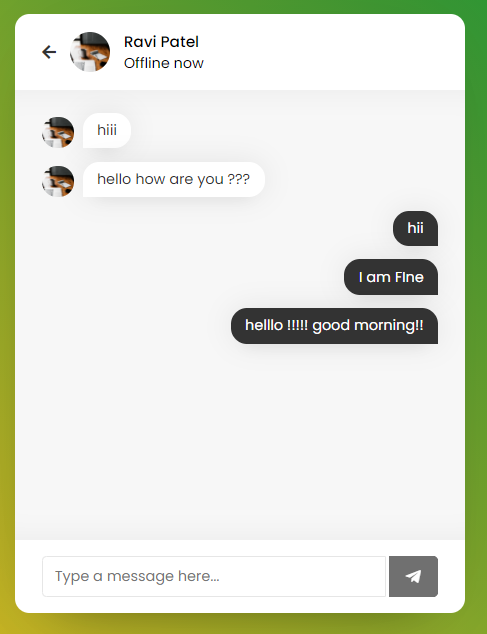 Ravi Patel
Offline now
hiii
hello how are you ???
hii
I am FIne
helllo !!!!! good morning!!
Type a message here...